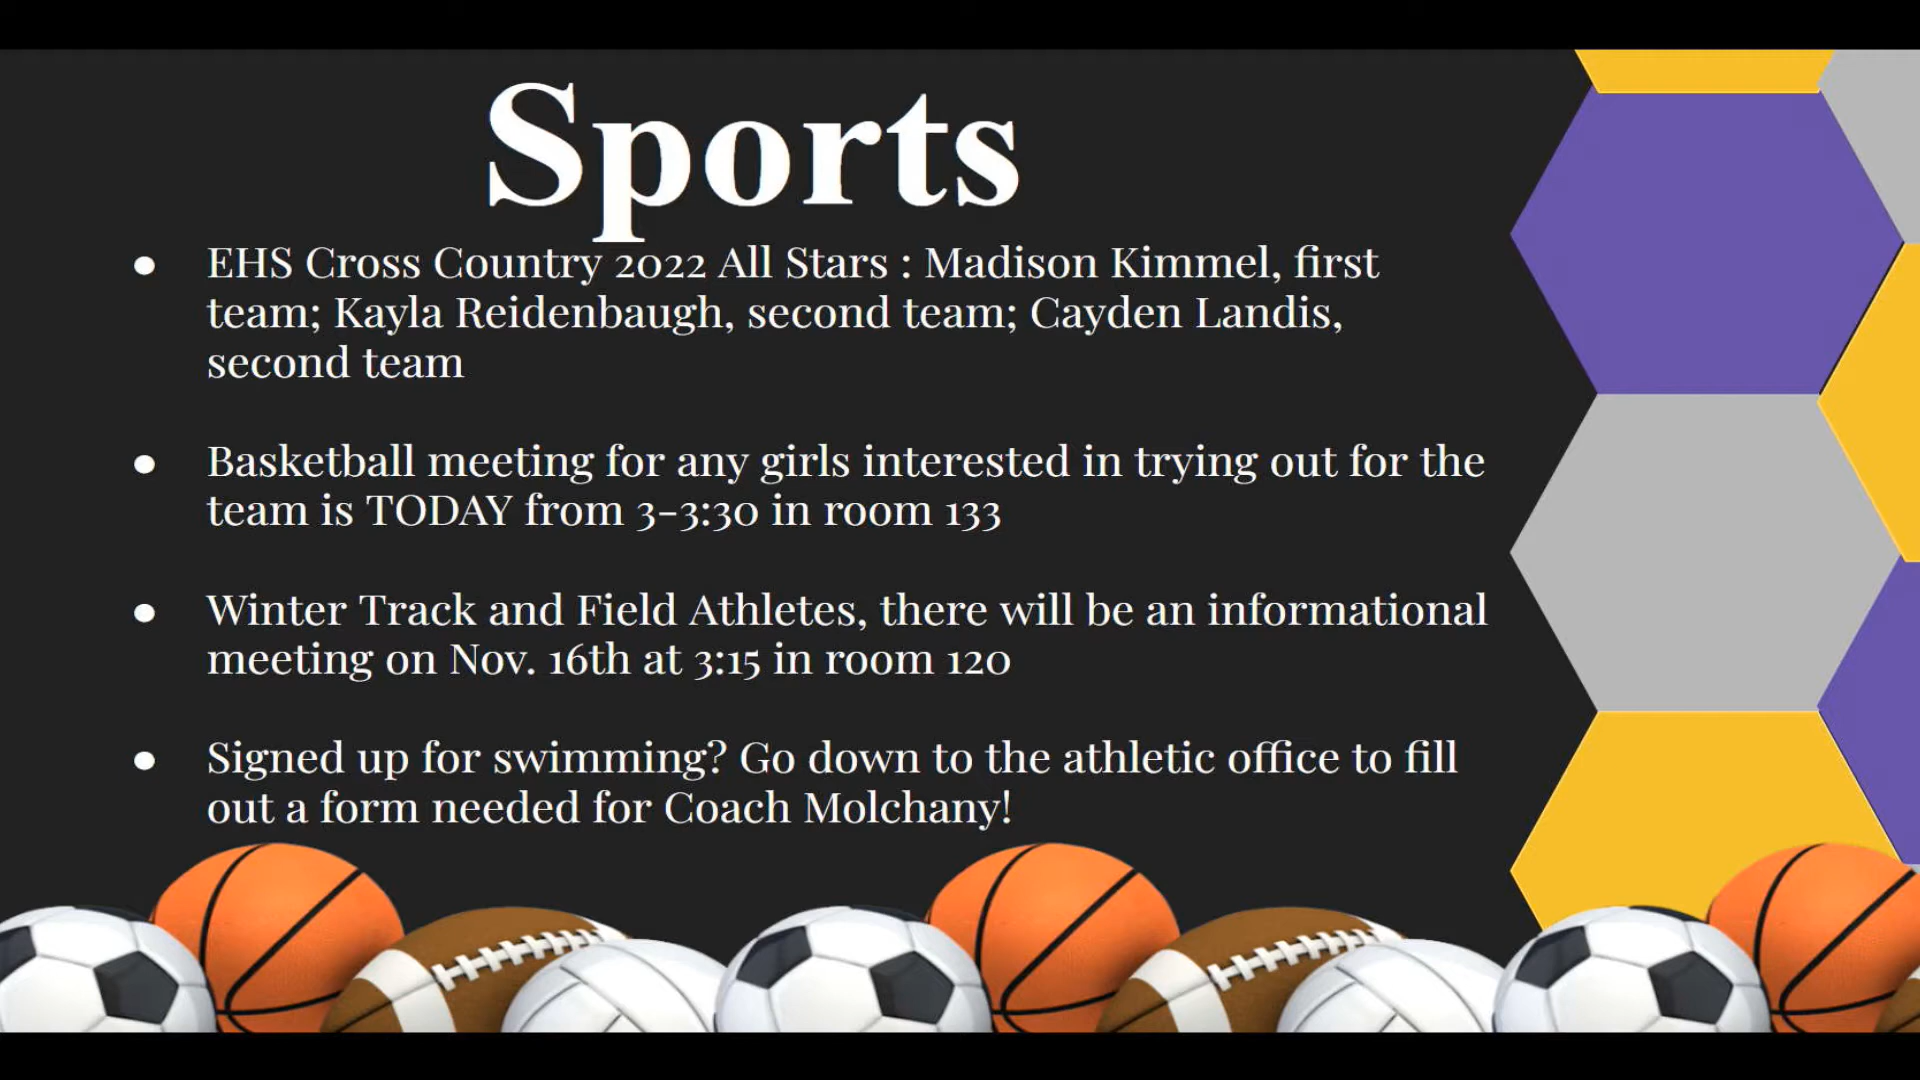 Sports
● EHS Cross Country 2022 All Stars : Madison Kimmel, first
team; Kayla Reidenbaugh, second team; Cayden Landis,
second team
● Basketball meeting for any girls interested in trying out for the
team is TODAY from 3-3:30 in room 133
● Winter Track and Field Athletes, there will be an informational
meeting on Nov. 16th at 3:15 in room 120
● Signed up for swimming? Go down to the athletic office to fill
out a form needed for Coach Molchany!